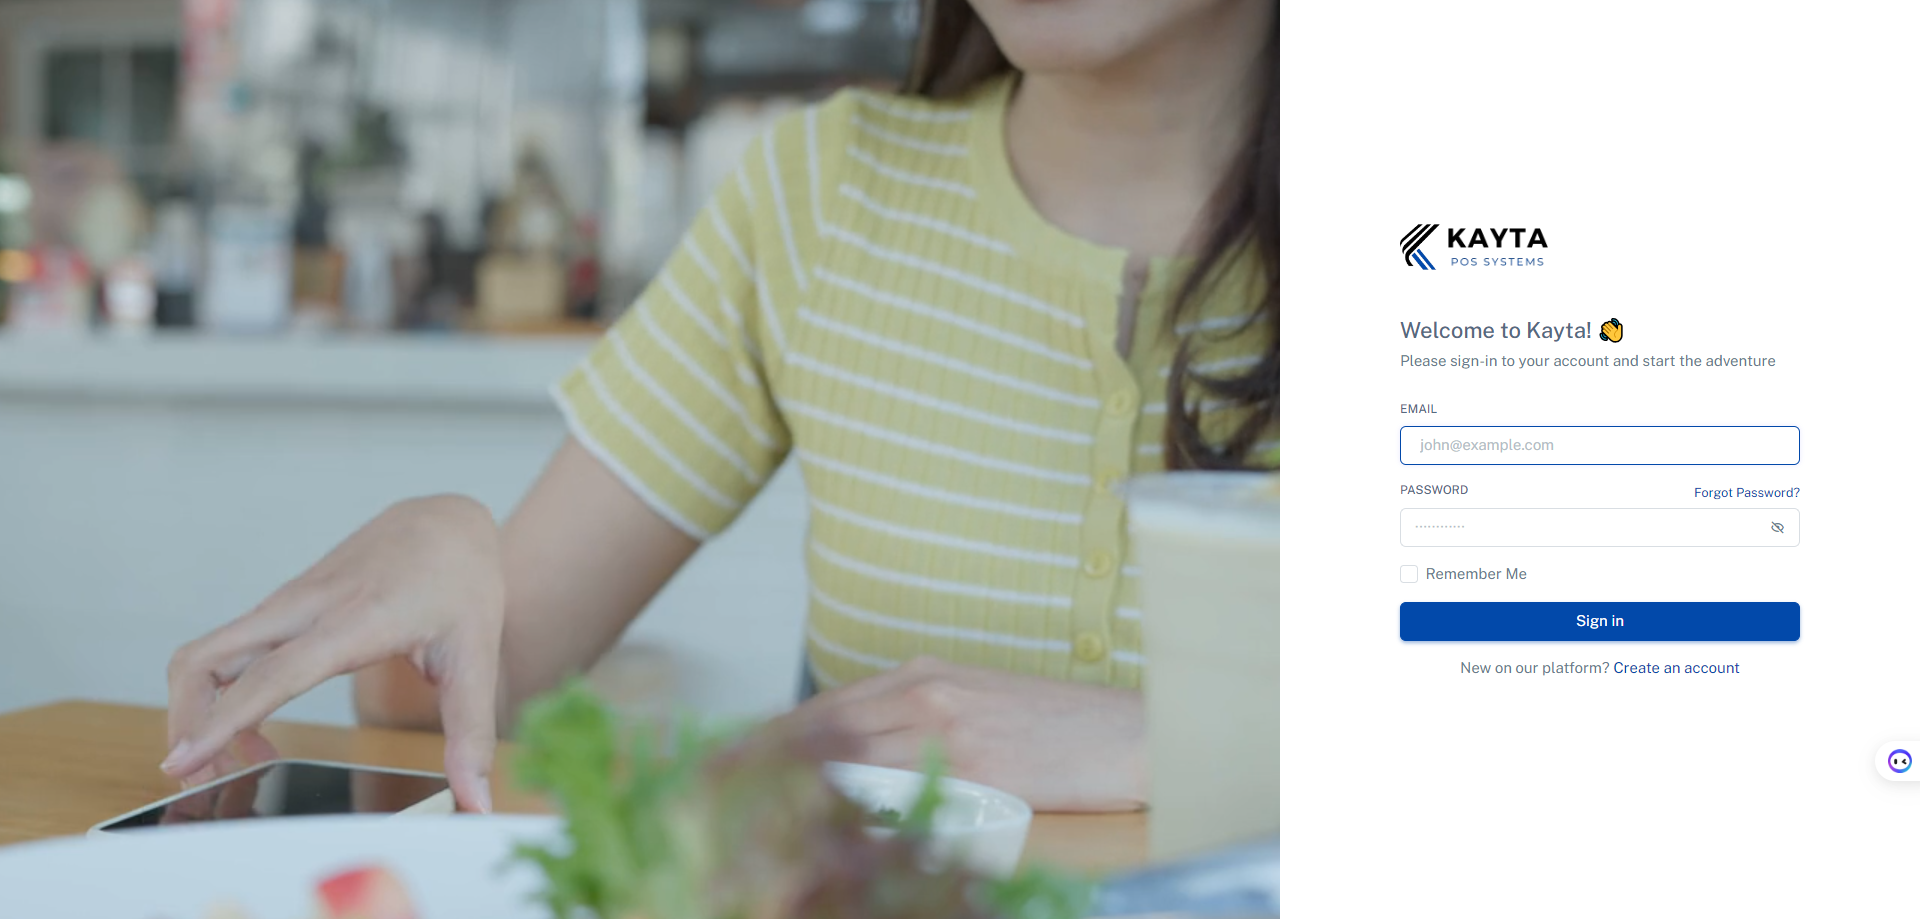 KAYTA
POS SYSTEMS
Welcome to Kayta! 👋
Please sign-in to your account and start the adventure
EMAIL
john@example.com
PASSWORD
Forgot Password?
············
Remember Me
Sign in
New on our platform? Create an account